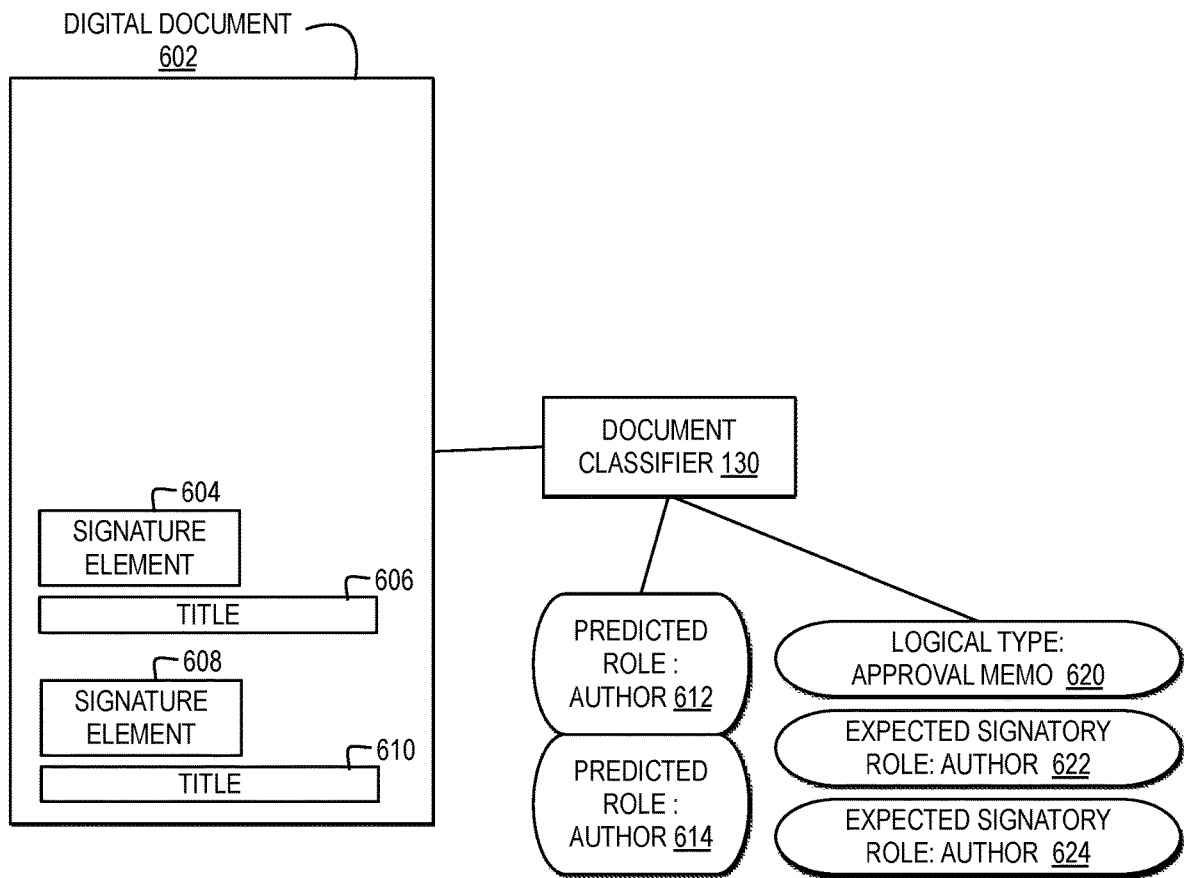 DIGITAL DOCUMENT
602
604
SIGNATURE
ELEMENT
606
TITLE
608
SIGNATURE
ELEMENT
610
TITLE
DOCUMENT
CLASSIFIER 130
PREDICTED
ROLE :
AUTHOR 612
PREDICTED
ROLE :
AUTHOR 614
LOGICAL TYPE:
APPROVAL MEMO 620
EXPECTED SIGNATORY
ROLE: AUTHOR 622
EXPECTED SIGNATORY
ROLE: AUTHOR 624